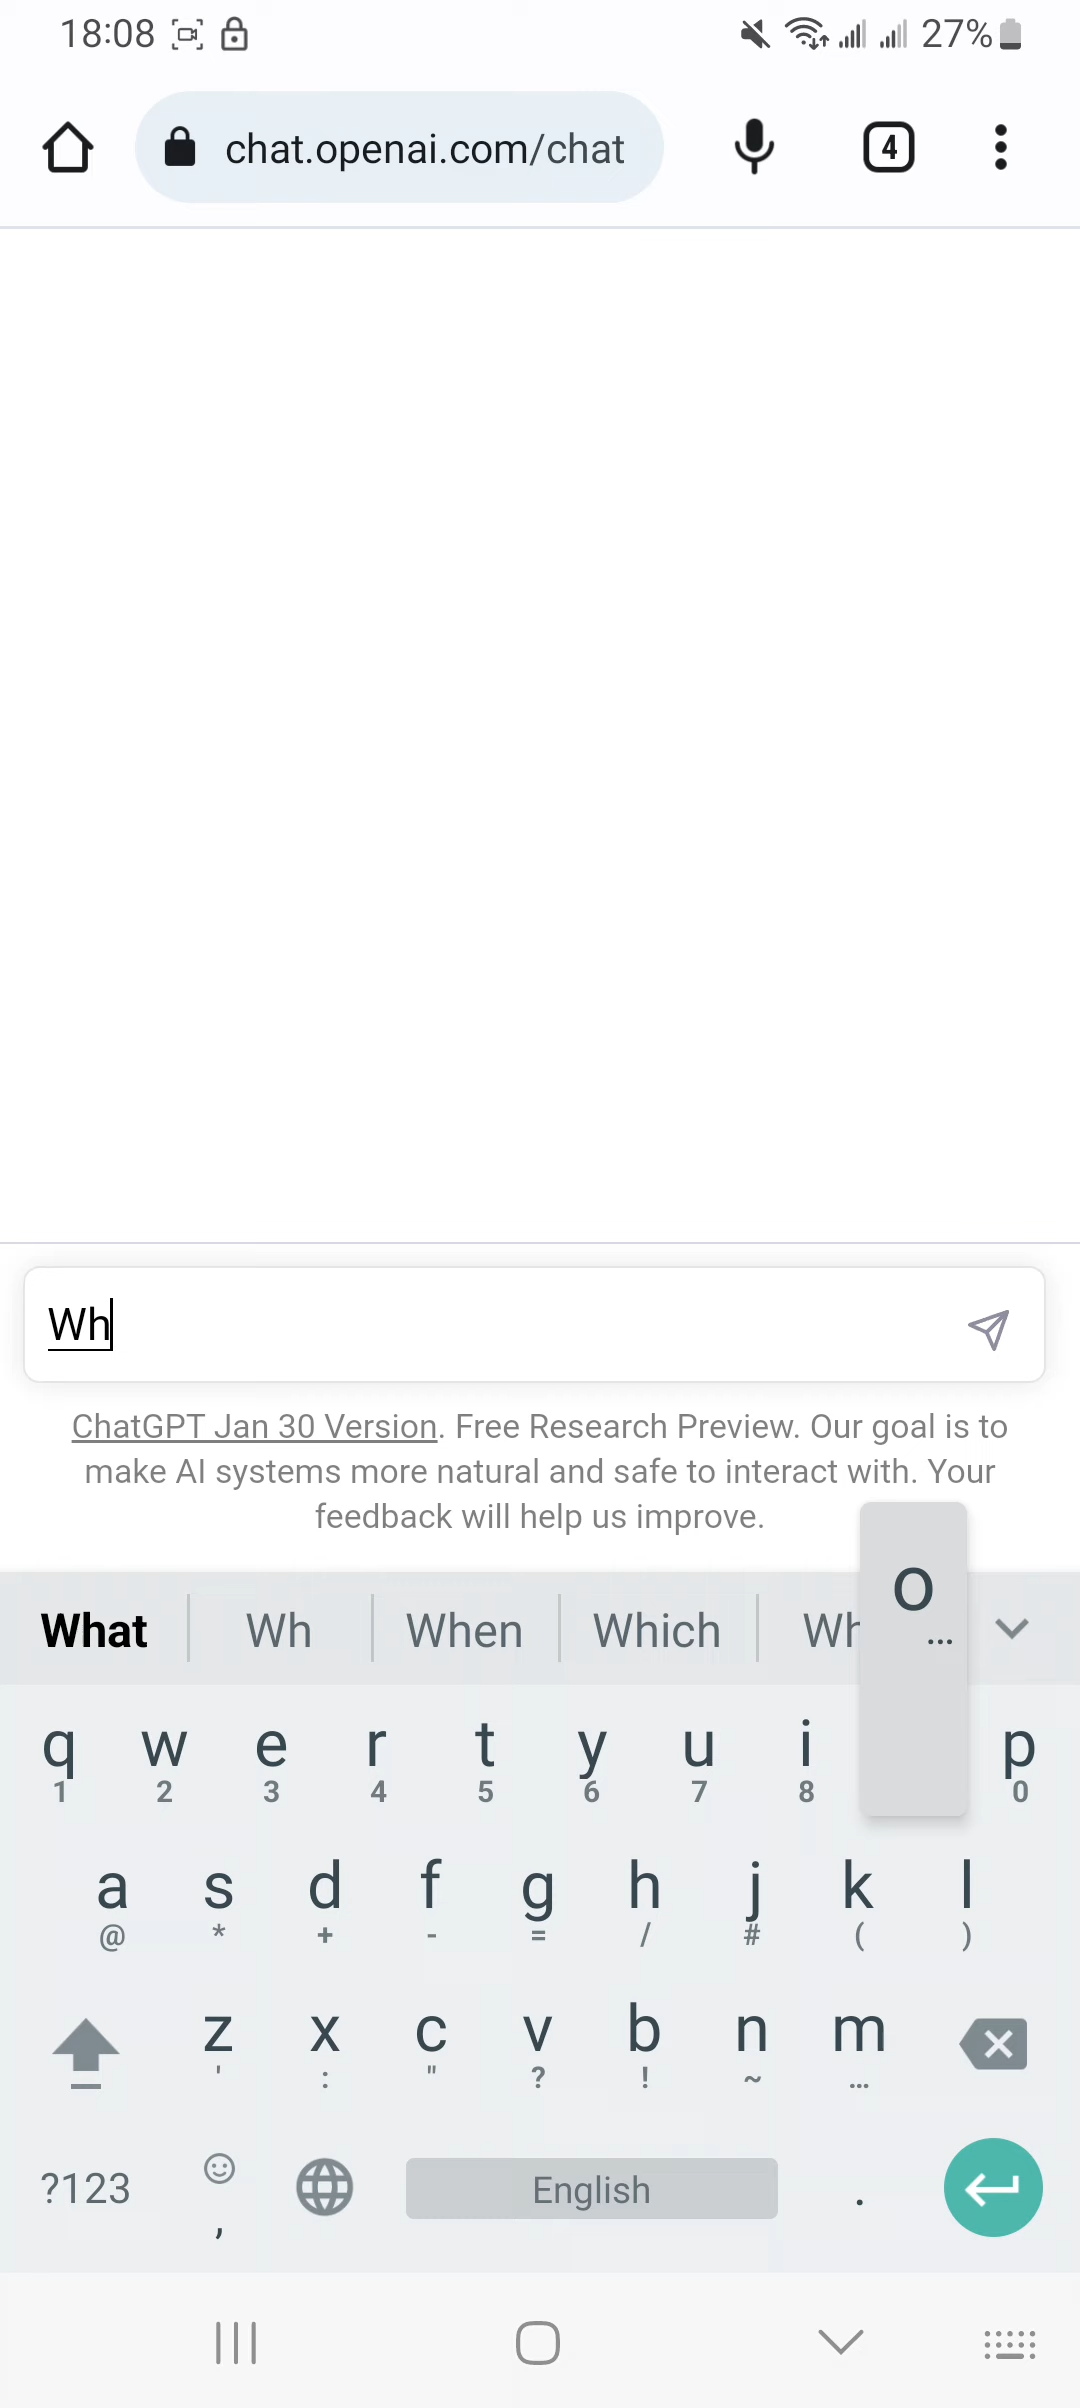 18:08 27%
chat.openai.com/chat 4
Wh
ChatGPT Jan 30 Version. Free Research Preview. Our goal is to
make AI systems more natural and safe to interact with. Your
feedback will help us improve.
What Wh When Which Wh
o
...
q w e r t y u i p
1 2 3 4 5 6 7 8 0
a s d f g h j k l
@ * + - = / # ( )
z x c v b n m
' : " ? ! ~ ...
?123 , English .